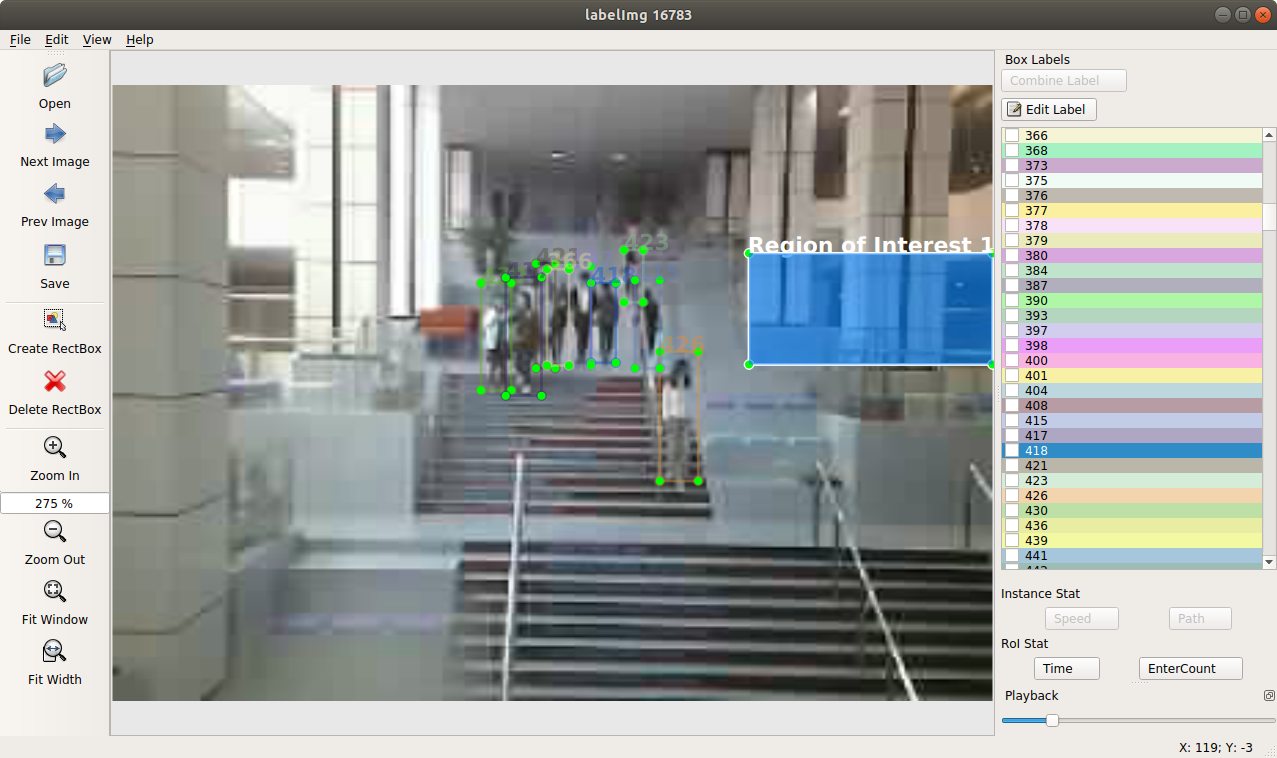 labelImg 16783
File Edit View Help
Open
Next Image
Prev Image
Save
Create RectBox
Delete RectBox
Zoom In
275 %
Zoom Out
Fit Window
Fit Width
423
421
366
418
426
Region of Interest 1
Box Labels
Combine Label
Edit Label
366
368
373
375
376
377
378
379
380
384
387
390
393
397
398
400
401
404
408
415
417
418
421
423
426
430
436
439
441
Instance Stat
Speed Path
RoI Stat
Time EnterCount
Playback
X: 119; Y: -3